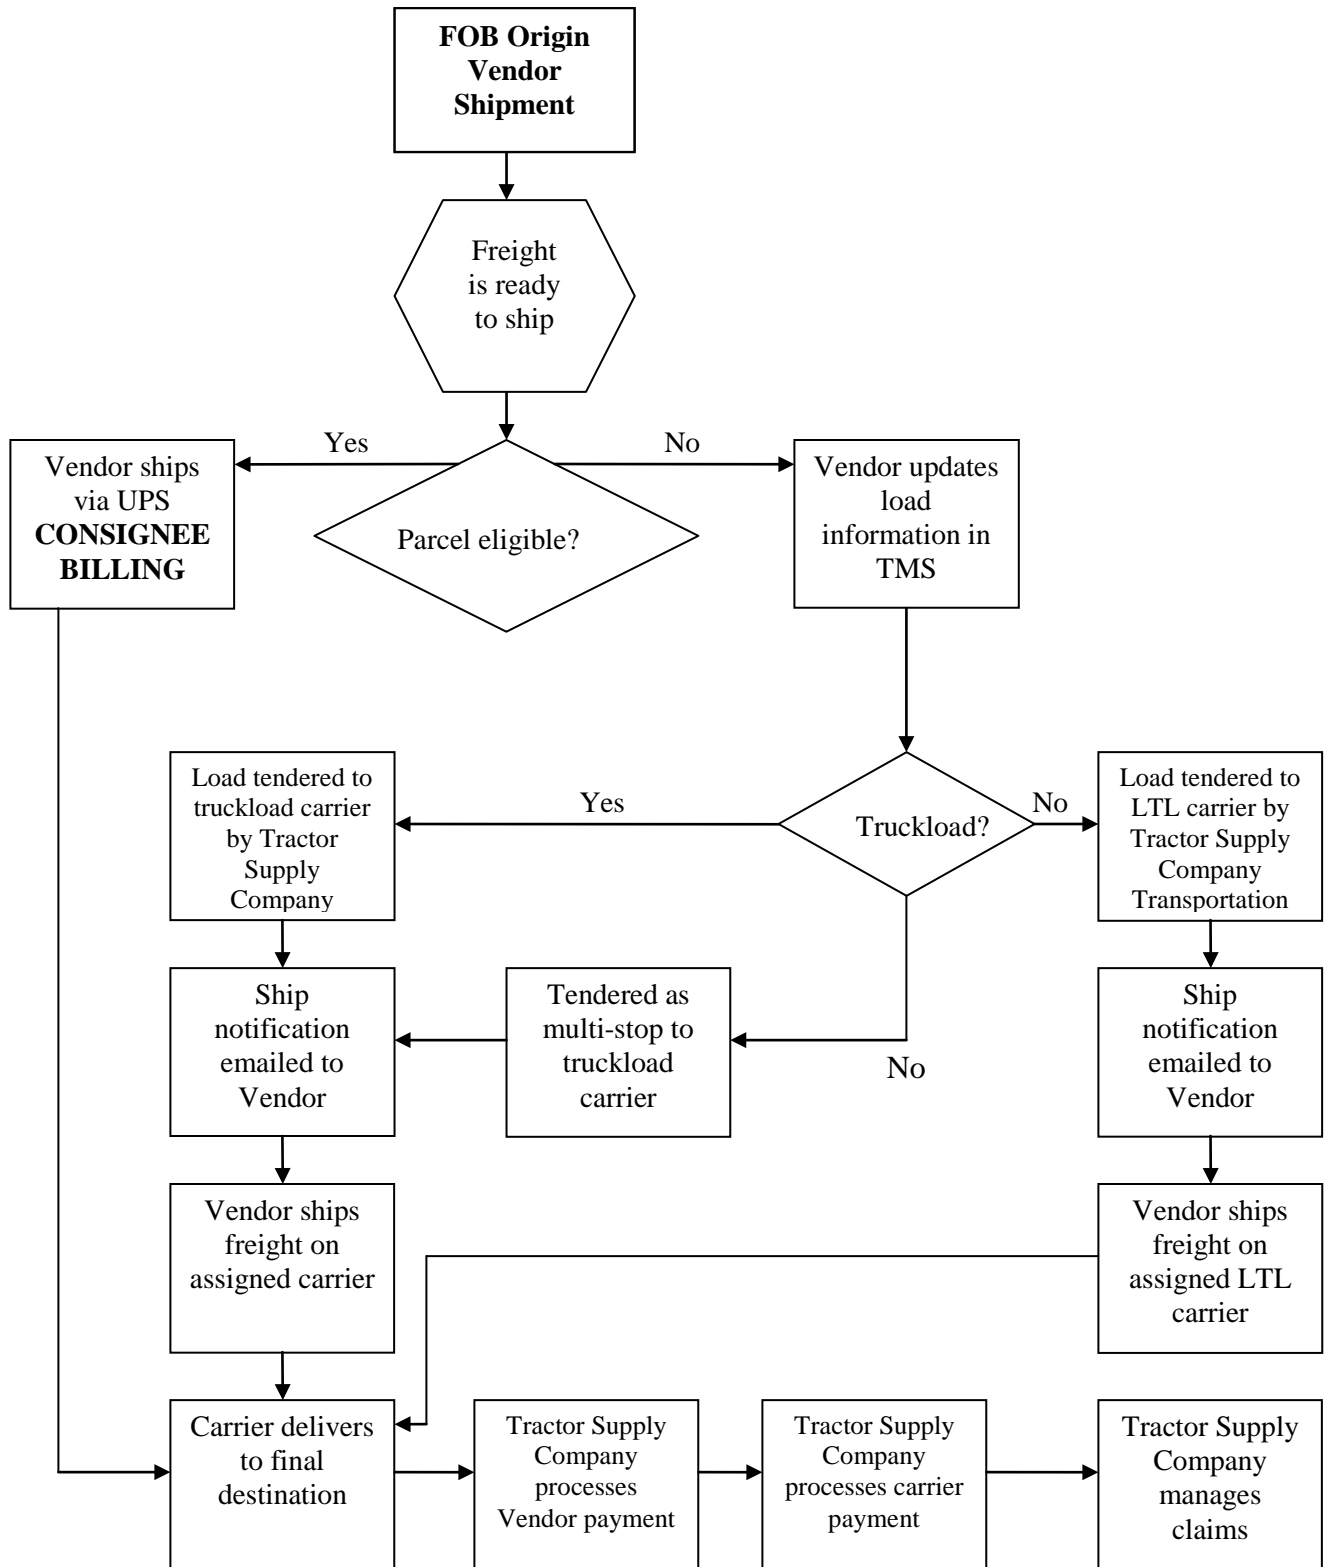 FOB Origin
Vendor
Shipment
Freight
is ready
to ship
Yes
No
Vendor ships
via UPS
CONSIGNEE
BILLING
Parcel eligible?
Vendor updates
load
information in
TMS
Load tendered to
truckload carrier
by Tractor
Supply
Company
Yes
Truckload?
No
Load tendered to
LTL carrier by
Tractor Supply
Company
Transportation
Ship
notification
emailed to
Vendor
Tendered as
multi-stop to
truckload
carrier
No
Ship
notification
emailed to
Vendor
Vendor ships
freight on
assigned carrier
Vendor ships
freight on
assigned LTL
carrier
Carrier delivers
to final
destination
Tractor Supply
Company
processes
Vendor payment
Tractor Supply
Company
processes carrier
payment
Tractor Supply
Company
manages
claims